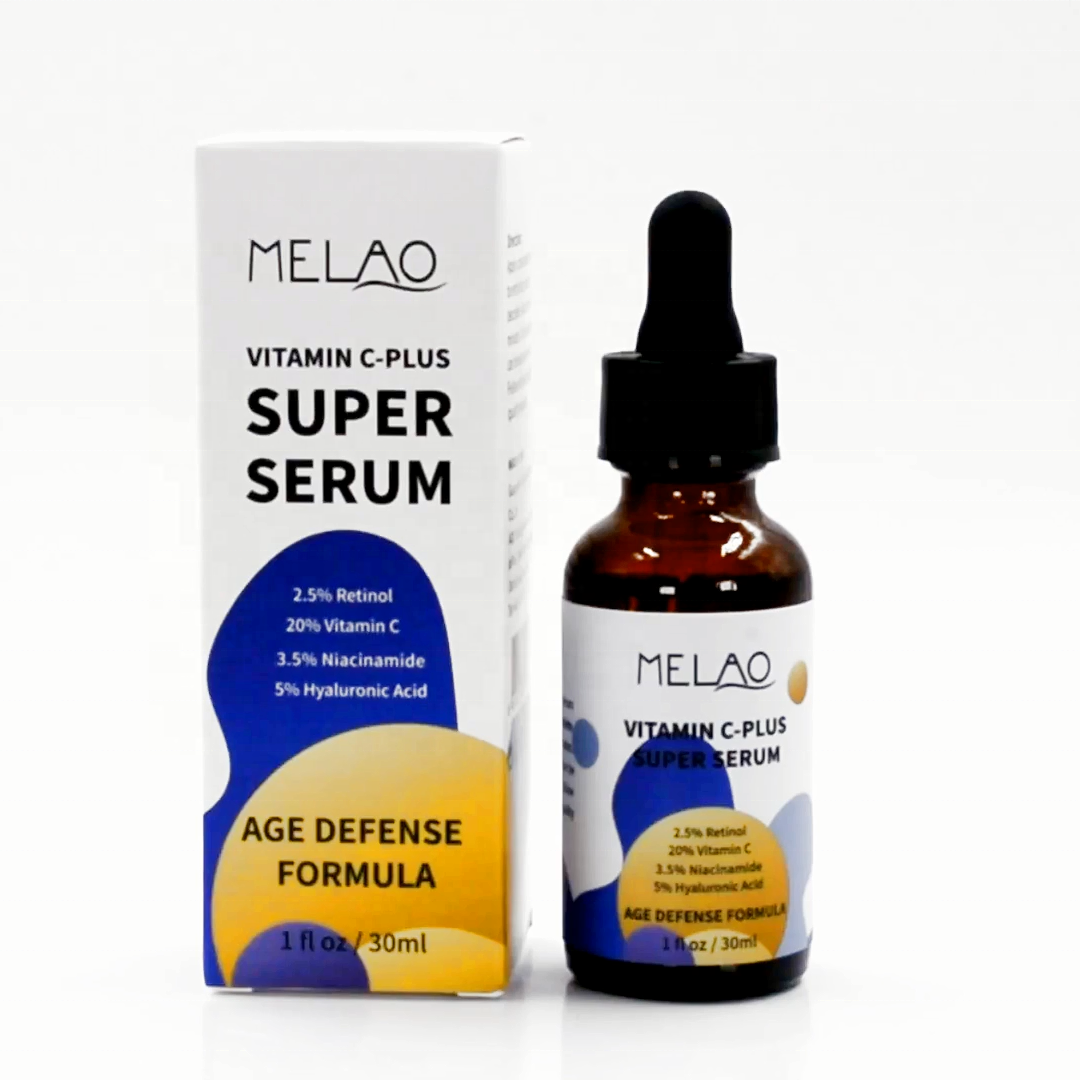 MELAO
VITAMIN C-PLUS
SUPER
SERUM
2.5% Retinol
20% Vitamin C
3.5% Niacinamide
5% Hyaluronic Acid
AGE DEFENSE
FORMULA
1 fl oz / 30ml
MELAO
VITAMIN C-PLUS
SUPER SERUM
2.5% Retinol
20% Vitamin C
3.5% Niacinamide
5% Hyaluronic Acid
AGE DEFENSE FORMULA
1 fl oz / 30ml